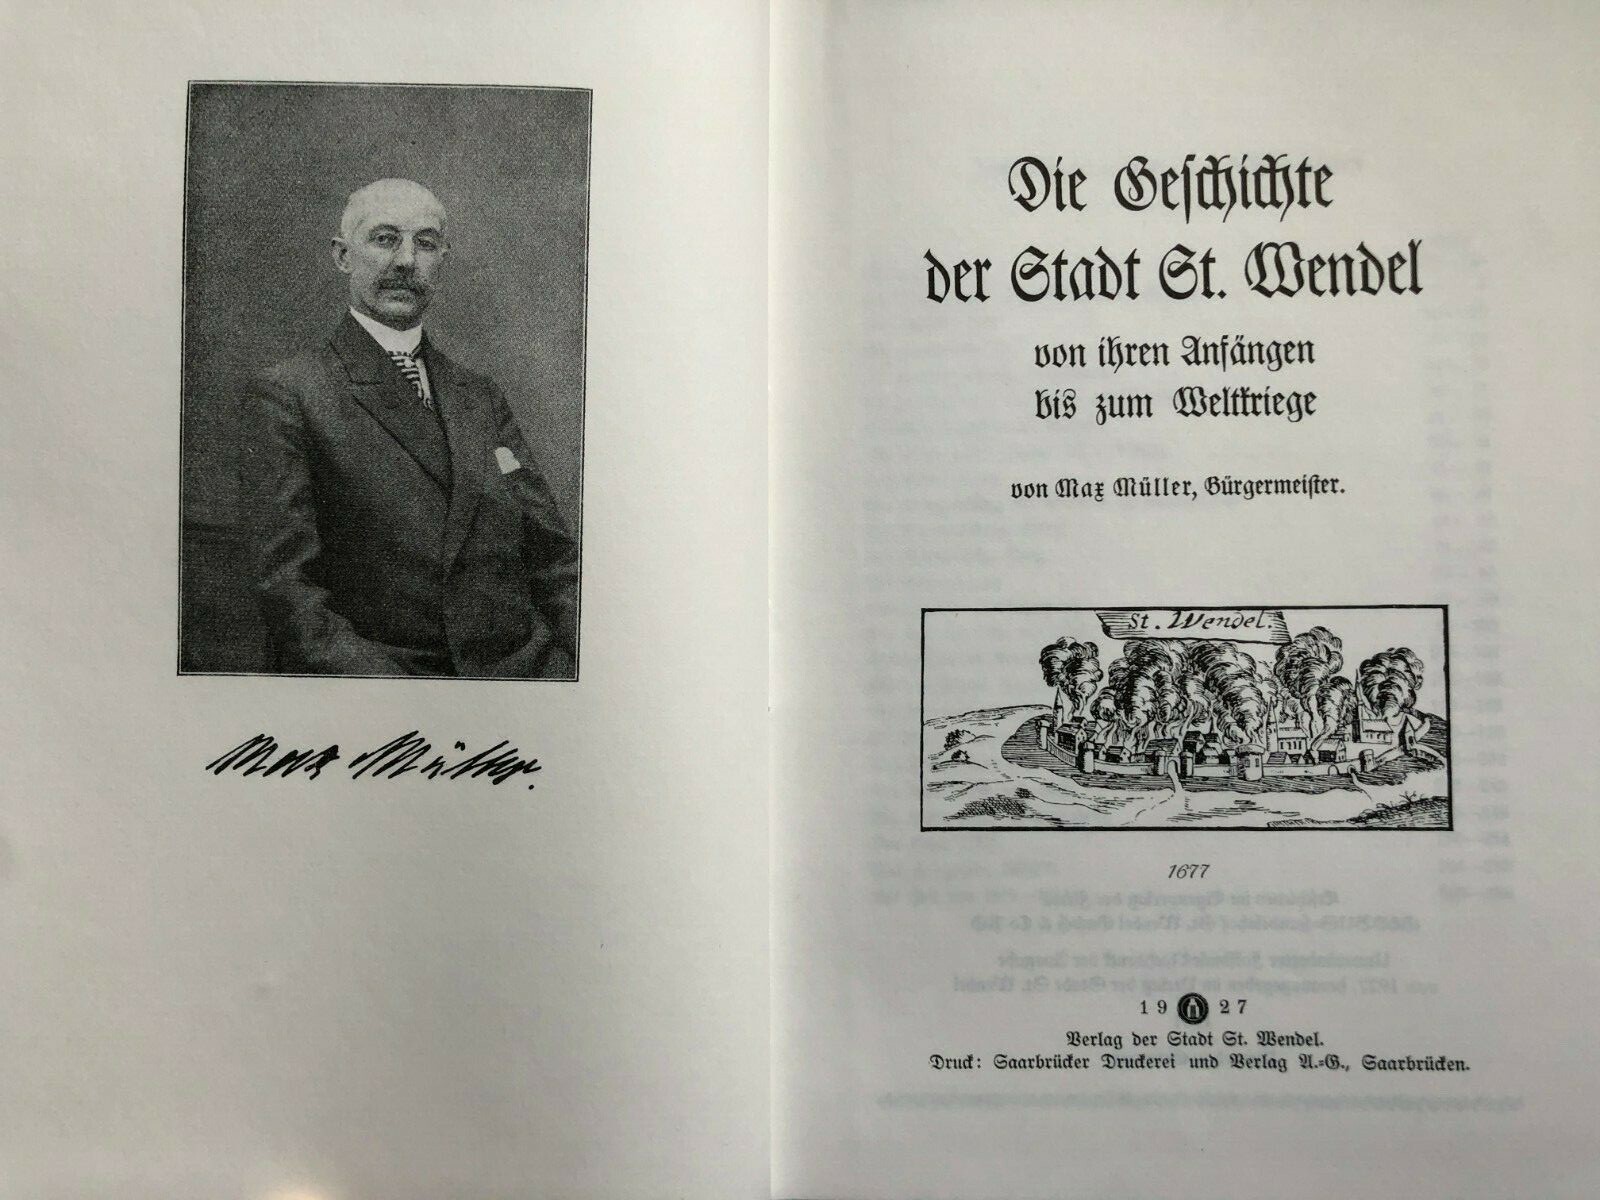 Max Müller.
Die Geschichte
der Stadt St. Wendel
von ihren Anfängen
bis zum Weltkriege
von Max Müller, Bürgermeister.
St. Wendel.
1677
19 27
Verlag der Stadt St. Wendel.
Druck: Saarbrücker Druckerei und Verlag A.=G., Saarbrücken.